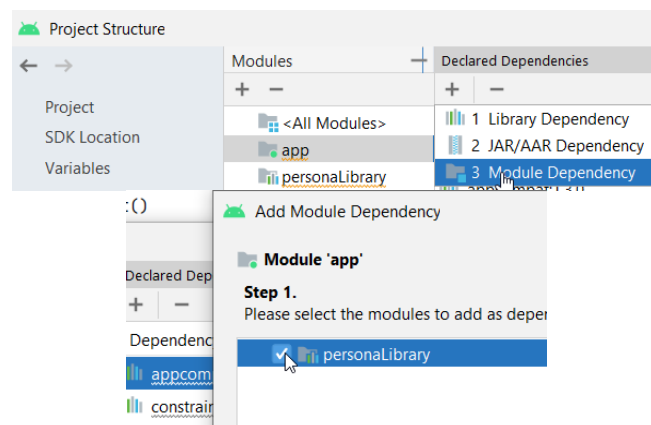 Project Structure
Modules
Declared Dependencies
Project
SDK Location
Variables
<All Modules>
app
personaLibrary
1 Library Dependency
2 JAR/AAR Dependency
3 Module Dependency
:()
Add Module Dependency
Module 'app'
Declared Dep
Step 1.
Please select the modules to add as depen
Dependenc
personaLibrary
appcom
constrain